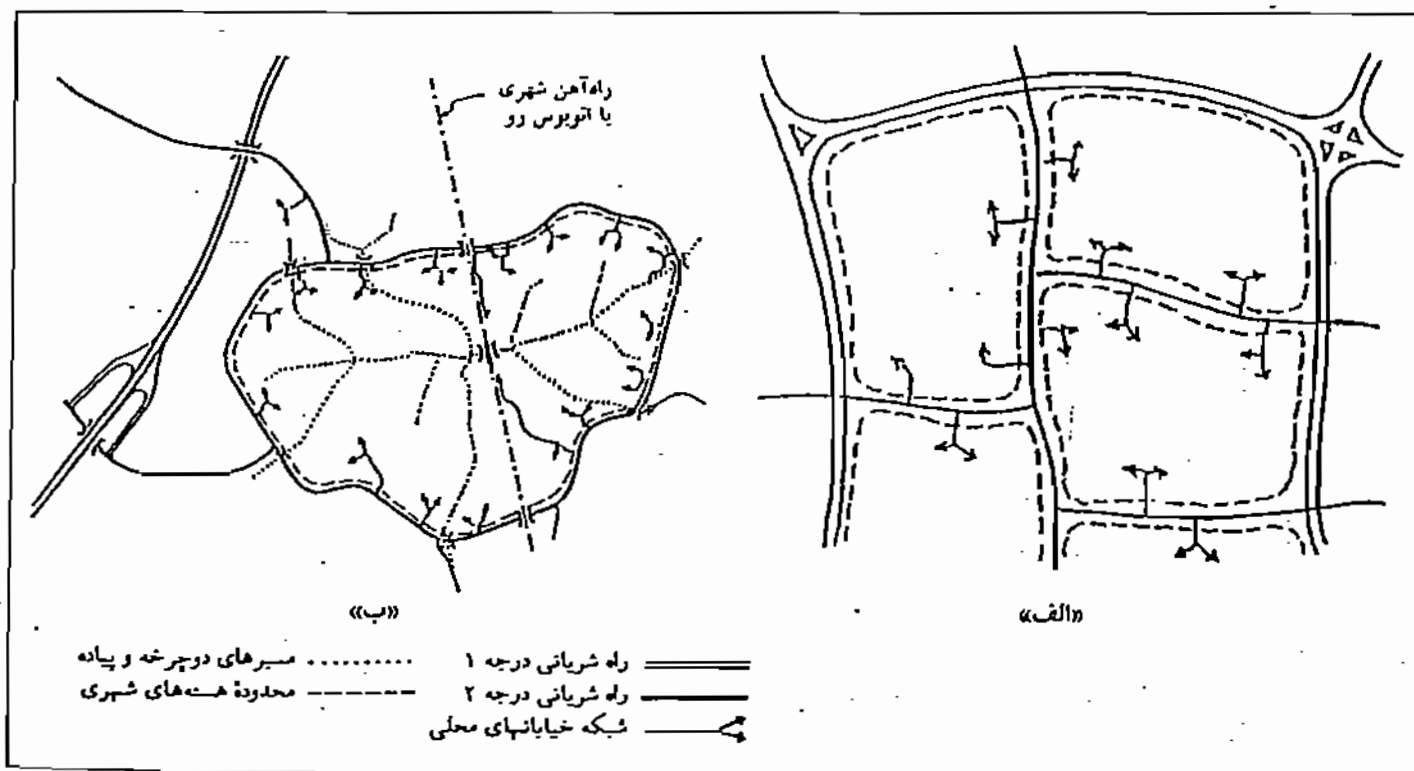 راه‌آهن شهری
یا اتوبوس رو
«الف»
«ب»
راه شریانی درجه ۱
راه شریانی درجه ۲
شبکه خیابانهای محلی
مسیرهای دوچرخه و پیاده
محدودهٔ هسته‌های شهری